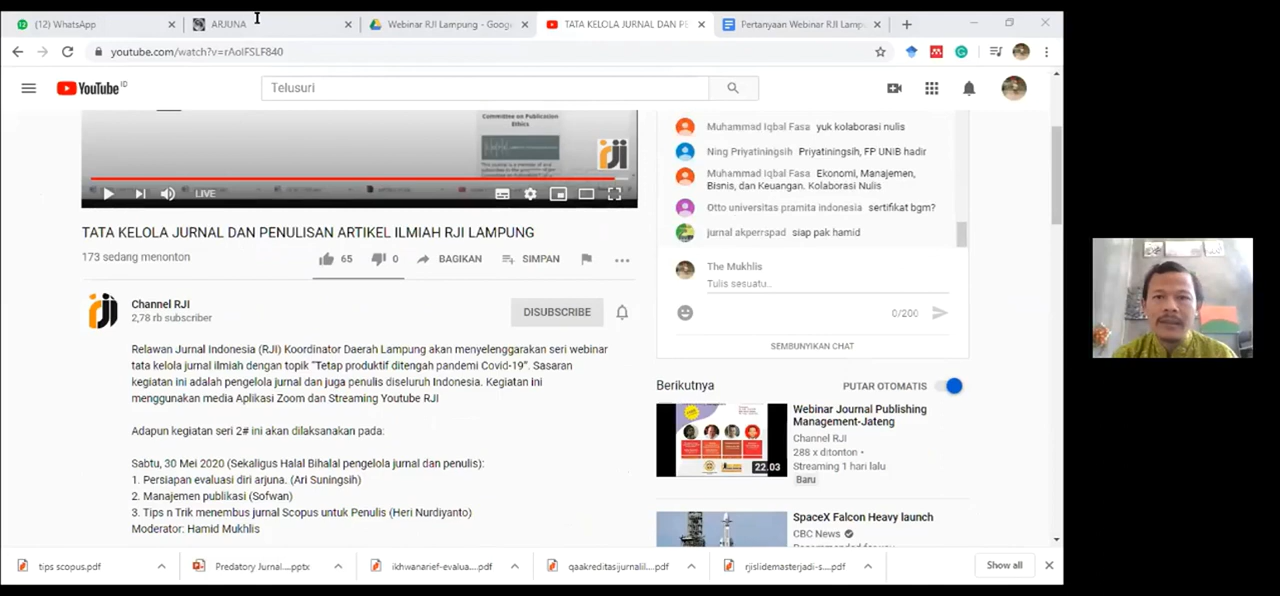 (12) WhatsApp
ARJUNA
Webinar RJI Lampung - Goog
TATA KELOLA JURNAL DAN PE
Pertanyaan Webinar RJI Lamp
youtube.com/watch?v=rAoIFSLF840
YouTube ID
Telusuri
Committee on Publication
Ethics
LIVE
TATA KELOLA JURNAL DAN PENULISAN ARTIKEL ILMIAH RJI LAMPUNG
173 sedang menonton
65
0
BAGIKAN
SIMPAN
Channel RJI
2,78 rb subscriber
DISUBSCRIBE
Relawan Jurnal Indonesia (RJI) Koordinator Daerah Lampung akan menyelenggarakan seri webinar
tata kelola jurnal ilmiah dengan topik "Tetap produktif ditengah pandemi Covid-19". Sasaran
kegiatan ini adalah pengelola jurnal dan juga penulis diseluruh Indonesia. Kegiatan ini
menggunakan media Aplikasi Zoom dan Streaming Youtube RJI
Adapun kegiatan seri 2# ini akan dilaksanakan pada:
Sabtu, 30 Mei 2020 (Sekaligus Halal Bihalal pengelola jurnal dan penulis):
1. Persiapan evaluasi diri arjuna. (Ari Suningsih)
2. Manajemen publikasi (Sofwan)
3. Tips n Trik menembus jurnal Scopus untuk Penulis (Heri Nurdiyanto)
Moderator: Hamid Mukhlis
Muhammad Iqbal Fasa yuk kolaborasi nulis
Ning Priyatiningsih Priyatiningsih, FP UNIB hadir
Muhammad Iqbal Fasa Ekonomi, Manajemen,
Bisnis, dan Keuangan. Kolaborasi Nulis
Otto universitas pramita indonesia sertifikat bgm?
jurnal akperrspad siap pak hamid
The Mukhlis
Tulis sesuatu..
0/200
SEMBUNYIKAN CHAT
Berikutnya
PUTAR OTOMATIS
Webinar Journal Publishing
Management-Jateng
Channel RJI
288 x ditonton •
Streaming 1 hari lalu
Baru
22.03
SpaceX Falcon Heavy launch
CBC News
tips scopus.pdf
Predatory Jurnal....pptx
ikhwanarief-evalua....pdf
qaakreditasijurnalil....pdf
rjislidemasterjadi-s....pdf
Show all